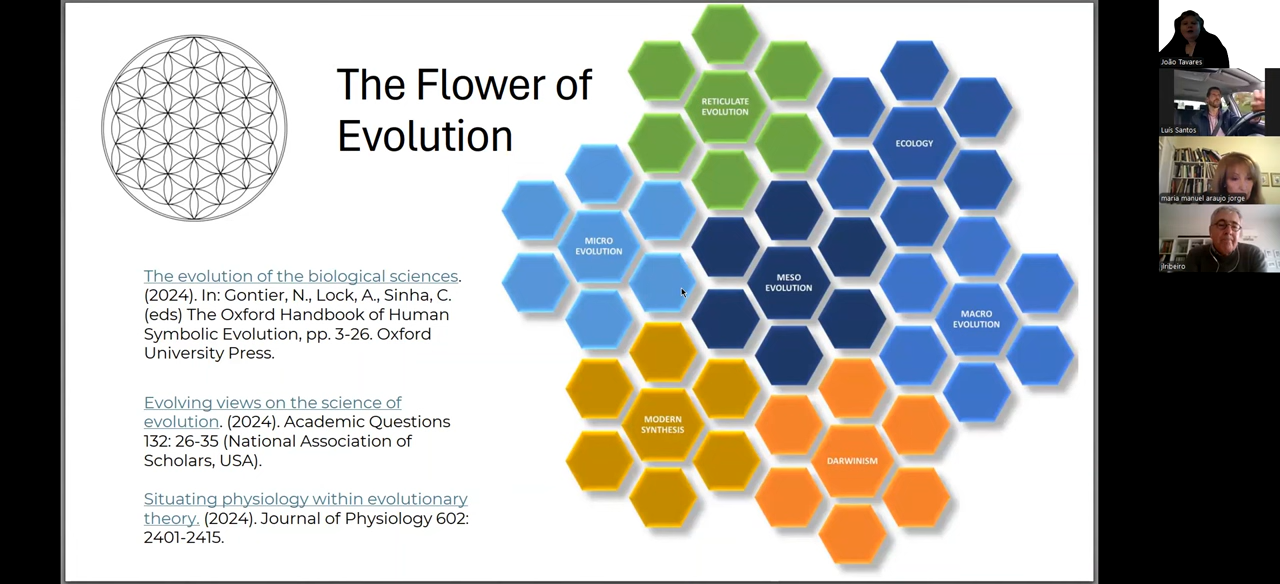 The Flower of
Evolution
The evolution of the biological sciences.
(2024). In: Gontier, N., Lock, A., Sinha, C.
(eds) The Oxford Handbook of Human
Symbolic Evolution, pp. 3-26. Oxford
University Press.
Evolving views on the science of
evolution. (2024). Academic Questions
132: 26-35 (National Association of
Scholars, USA).
Situating physiology within evolutionary
theory. (2024). Journal of Physiology 602:
2401-2415.
RETICULATE
EVOLUTION
ECOLOGY
MICRO
EVOLUTION
MESO
EVOLUTION
MACRO
EVOLUTION
MODERN
SYNTHESIS
DARWINISM
João Tavares
Luís Santos
maria manuel araujo jorge
jlribeiro